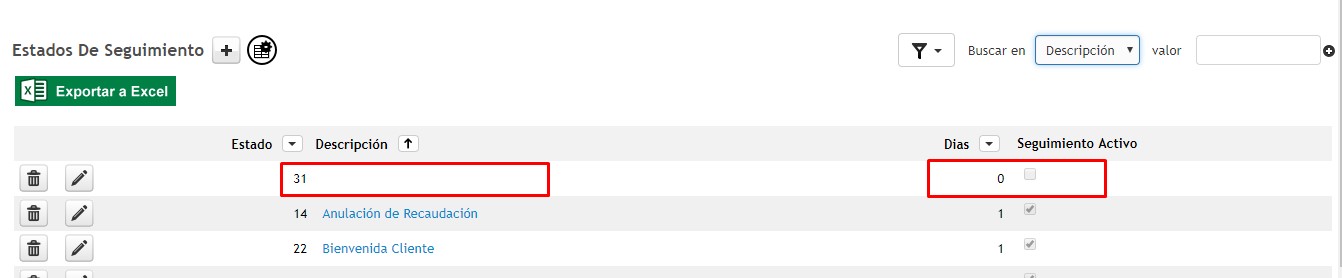 Estados De Seguimiento
Buscar en Descripción valor
Exportar a Excel
Estado Descripción Dias Seguimiento Activo
31 0
14 Anulación de Recaudación 1
22 Bienvenida Cliente 1